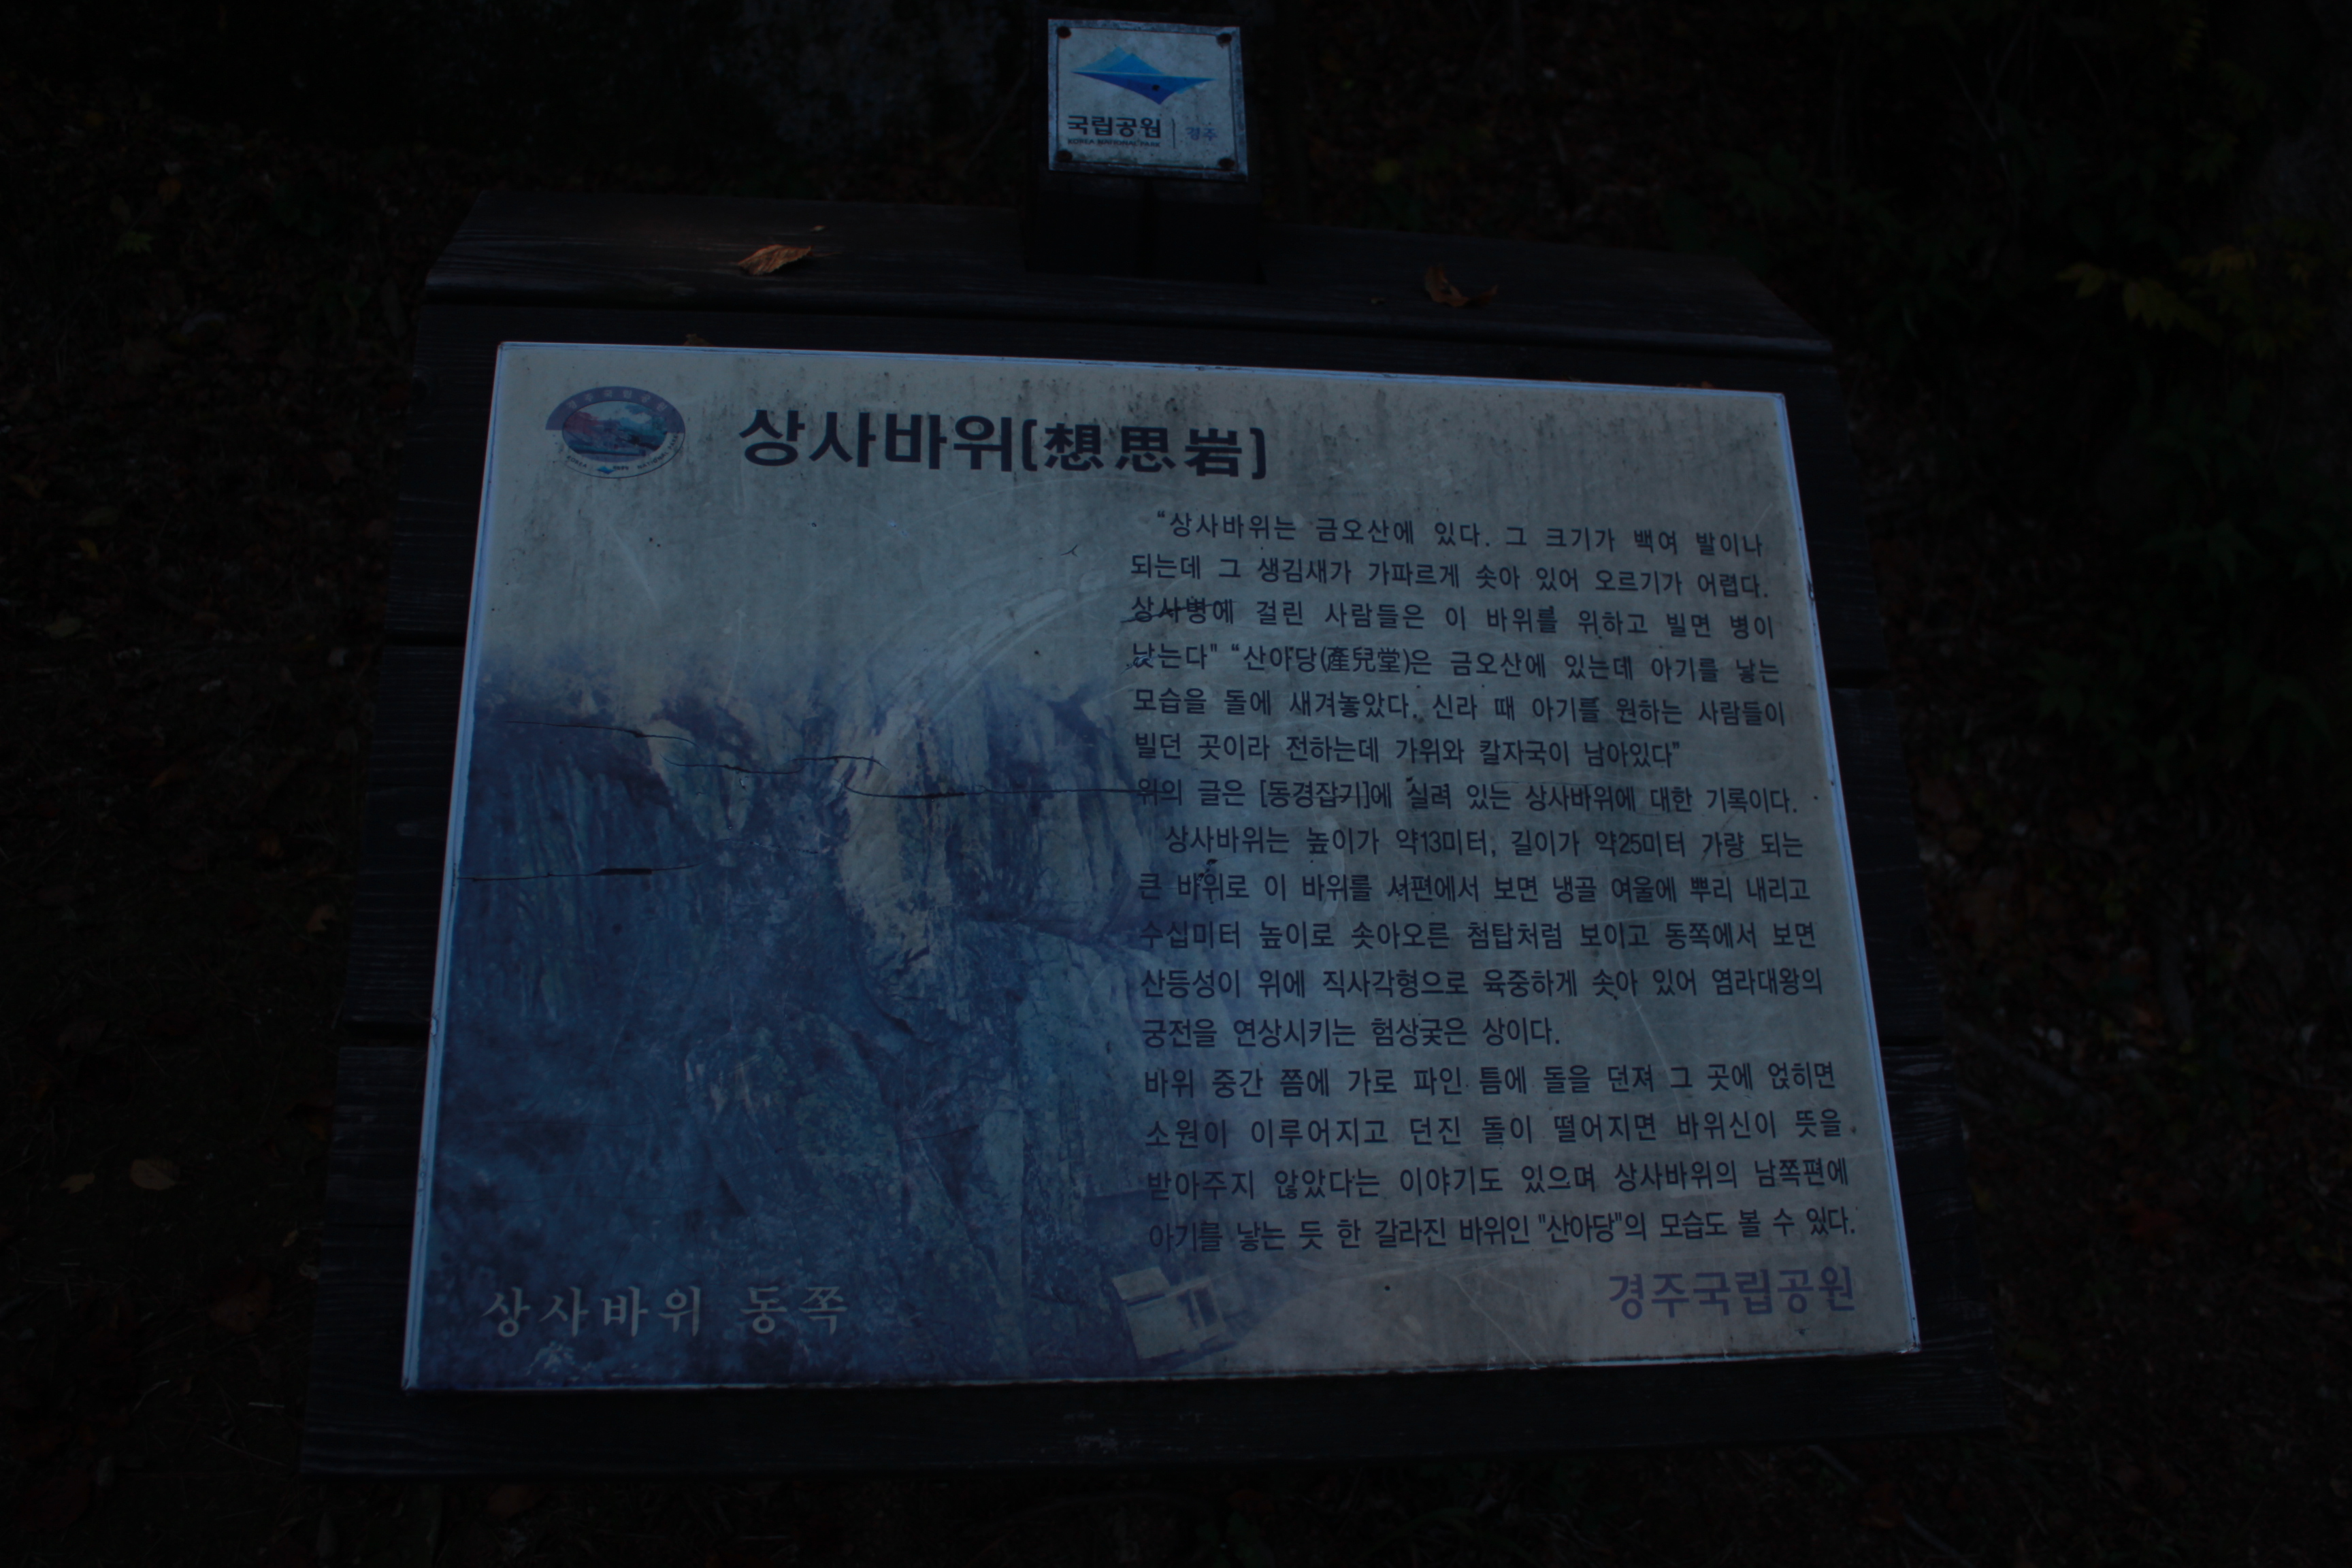 국립공원 경주
KOREA NATIONAL PARK
상사바위(想思岩)
“상사바위는 금오산에 있다. 그 크기가 백여 발이나
되는데 그 생김새가 가파르게 솟아 있어 오르기가 어렵다.
상사병에 걸린 사람들은 이 바위를 위하고 빌면 병이
낫는다" “산아당(産兒堂)은 금오산에 있는데 아기를 낳는
모습을 돌에 새겨놓았다. 신라 때 아기를 원하는 사람들이
빌던 곳이라 전하는데 가위와 칼자국이 남아있다"
위의 글은 [동경잡기]에 실려 있는 상사바위에 대한 기록이다.
상사바위는 높이가 약13미터, 길이가 약25미터 가량 되는
큰 바위로 이 바위를 서편에서 보면 냉골 여울에 뿌리 내리고
수십미터 높이로 솟아오른 첨탑처럼 보이고 동쪽에서 보면
산등성이 위에 직사각형으로 육중하게 솟아 있어 염라대왕의
궁전을 연상시키는 험상궂은 상이다.
바위 중간 쯤에 가로 파인 틈에 돌을 던져 그 곳에 얹히면
소원이 이루어지고 던진 돌이 떨어지면 바위신이 뜻을
받아주지 않았다는 이야기도 있으며 상사바위의 남쪽편에
아기를 낳는 듯 한 갈라진 바위인 "산아당"의 모습도 볼 수 있다.
상사바위 동쪽
경주국립공원